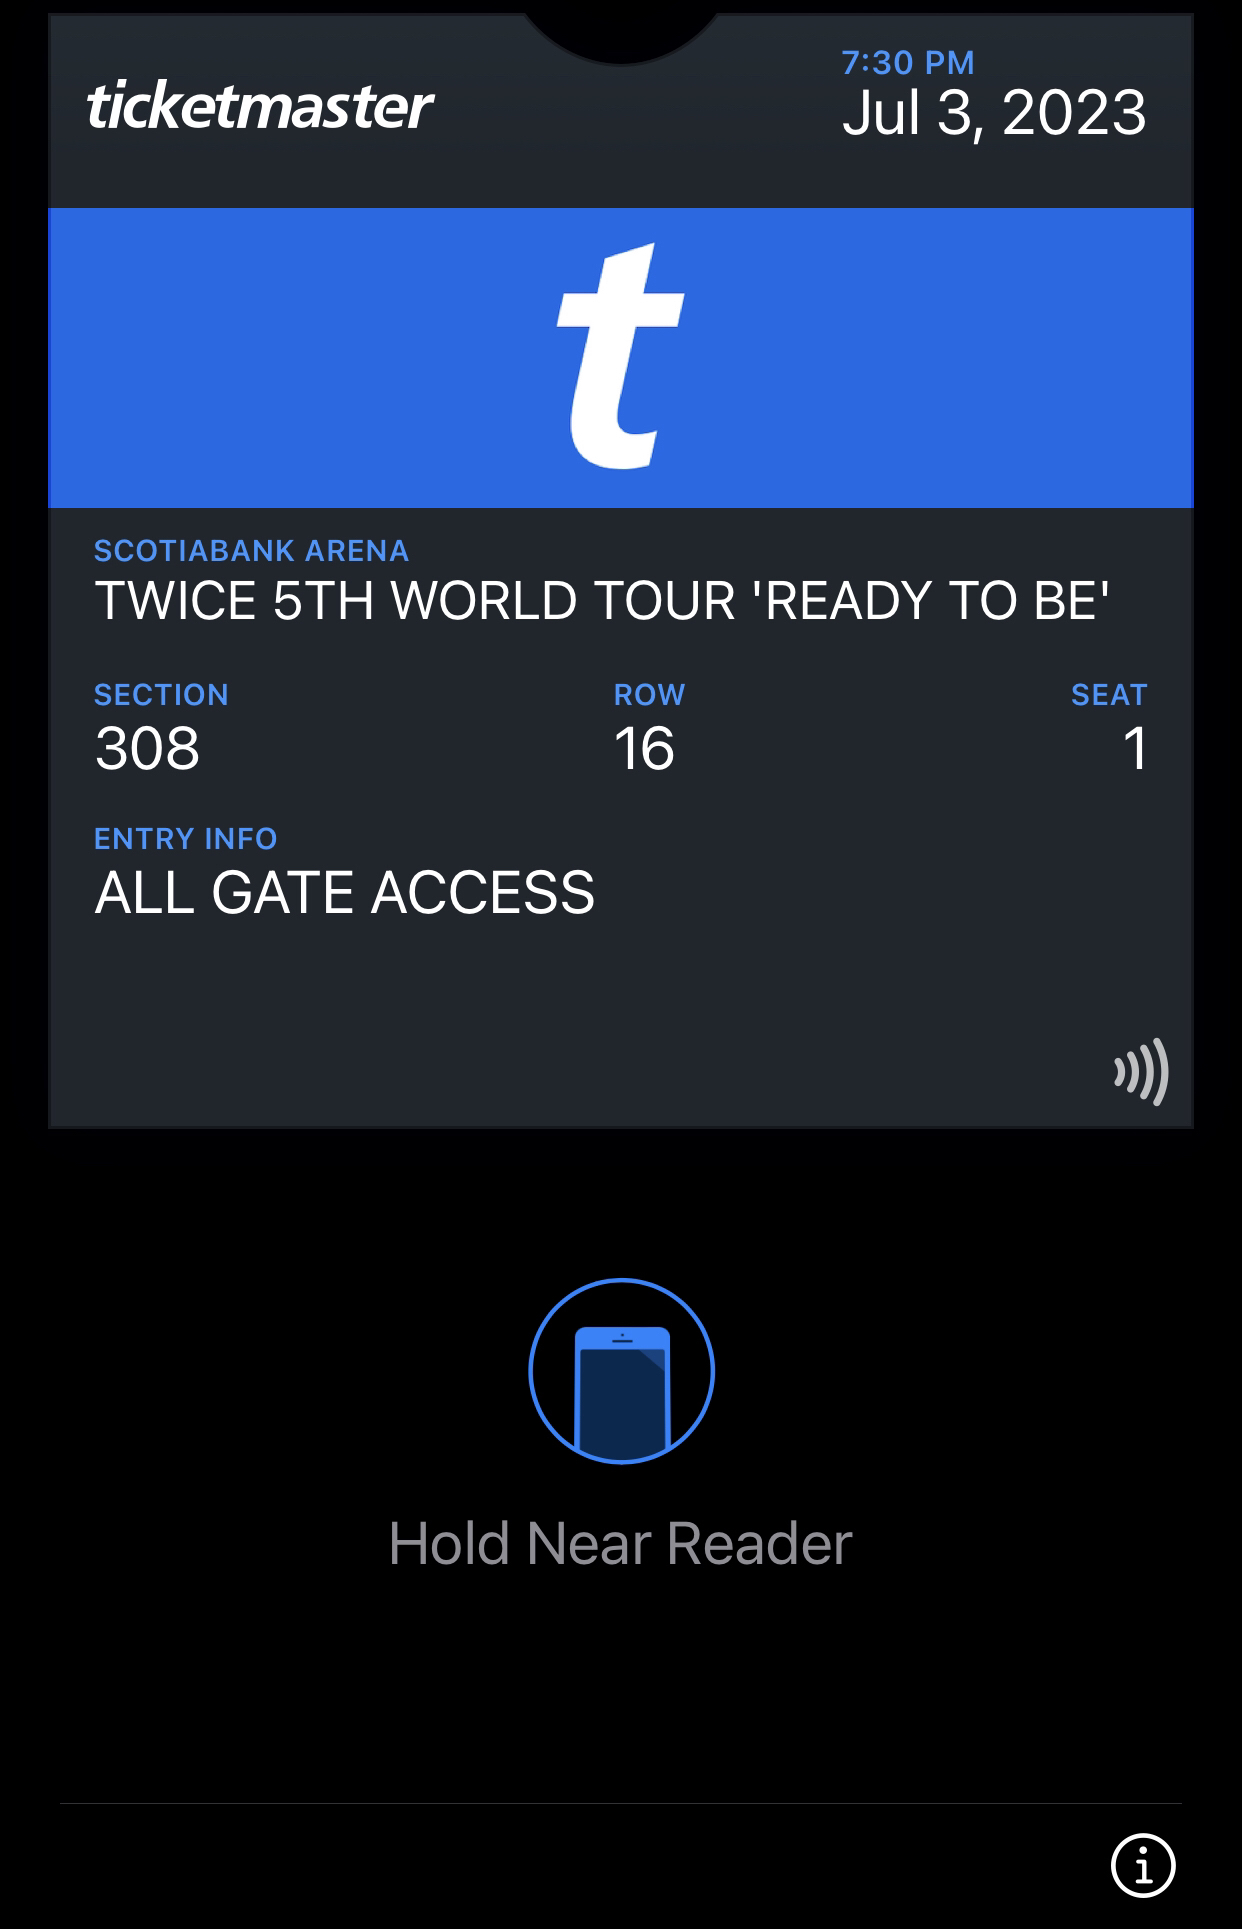 ticketmaster
7:30 PM
Jul 3, 2023
t
SCOTIABANK ARENA
TWICE 5TH WORLD TOUR 'READY TO BE'
SECTION ROW SEAT
308 16 1
ENTRY INFO
ALL GATE ACCESS
Hold Near Reader